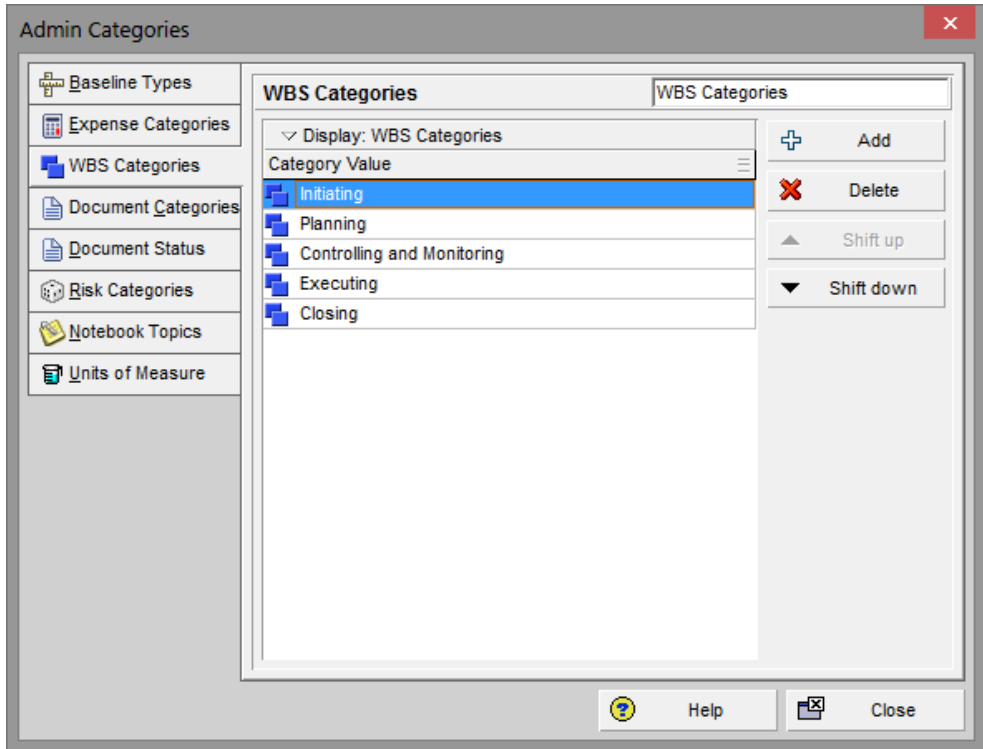 Admin Categories
Baseline Types
Expense Categories
WBS Categories
Document Categories
Document Status
Risk Categories
Notebook Topics
Units of Measure
WBS Categories
WBS Categories
Display: WBS Categories
Category Value
Initiating
Planning
Controlling and Monitoring
Executing
Closing
Add
Delete
Shift up
Shift down
Help
Close